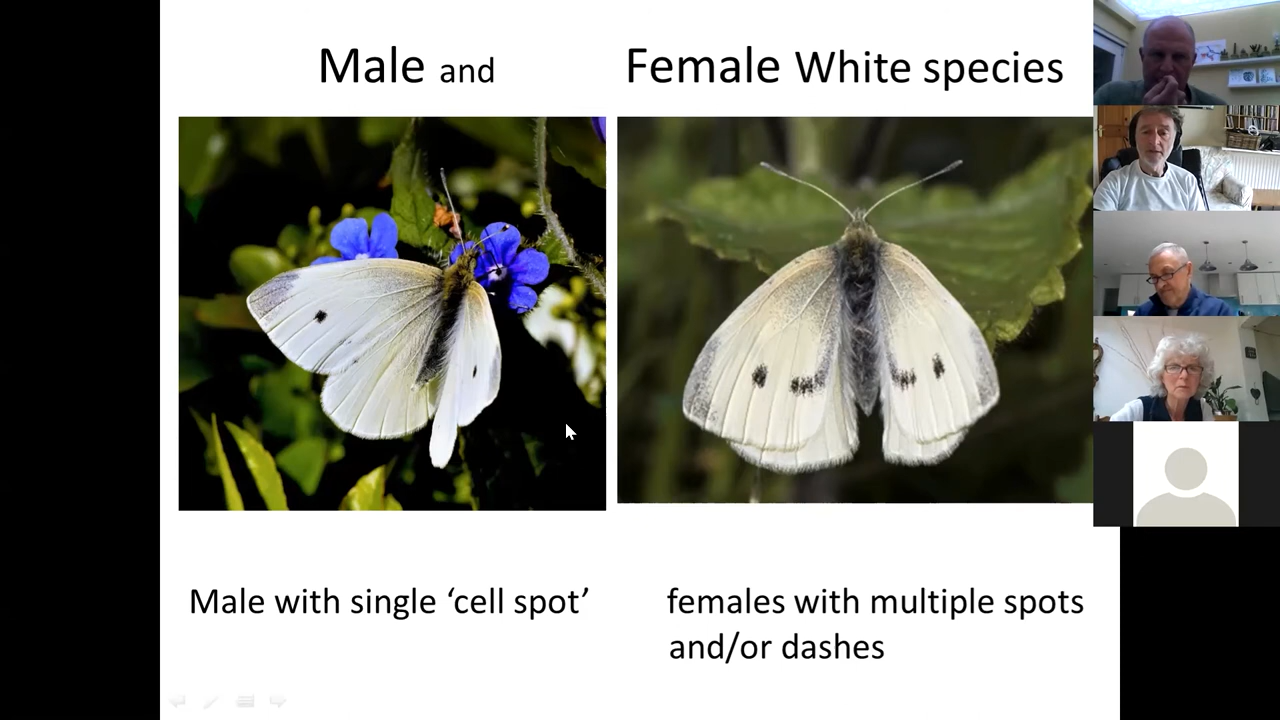 Male and Female White species
Male with single ‘cell spot’
females with multiple spots
and/or dashes